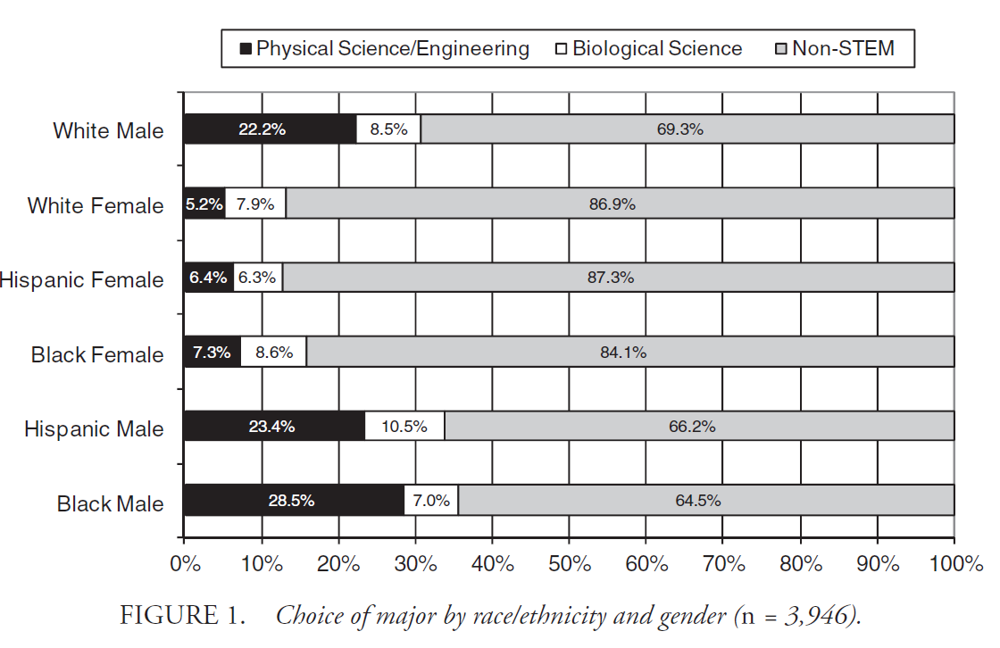 Physical Science/Engineering Biological Science Non-STEM
White Male 22.2% 8.5% 69.3%
White Female 5.2% 7.9% 86.9%
Hispanic Female 6.4% 6.3% 87.3%
Black Female 7.3% 8.6% 84.1%
Hispanic Male 23.4% 10.5% 66.2%
Black Male 28.5% 7.0% 64.5%
0% 10% 20% 30% 40% 50% 60% 70% 80% 90% 100%
FIGURE 1. Choice of major by race/ethnicity and gender (n = 3,946).